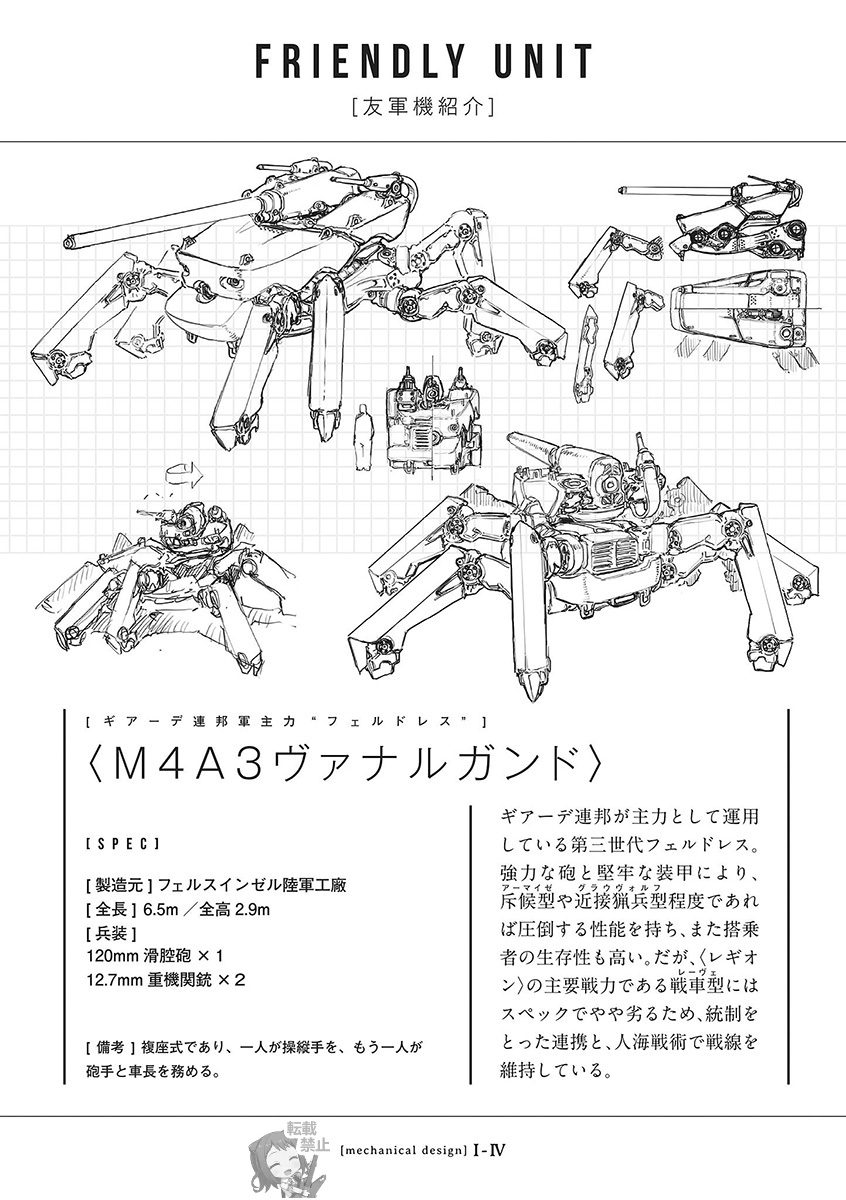 FRIENDLY UNIT
[友軍機紹介]
[ギアーデ連邦軍主力“フェルドレス”]
〈M4A3ヴァナルガンド〉
[SPEC]
[製造元]フェルスインゼル陸軍工廠
[全長]6.5m／全高2.9m
[兵装]
120mm 滑腔砲×1
12.7mm 重機関銃×2
[備考]複座式であり、一人が操縦手を、もう一人が
砲手と車長を務める。
ギアーデ連邦が主力として運用
している第三世代フェルドレス。
強力な砲と堅牢な装甲により、
アーマイゼ グラウヴォルフ
斥候型や近接猟兵型程度であれ
ば圧倒する性能を持ち、また搭乗
者の生存性も高い。だが、〈レギオ
レーヴェ
ン〉の主要戦力である戦車型には
スペックでやや劣るため、統制を
とった連携と、人海戦術で戦線を
維持している。
転載
禁止
[mechanical design] I-IV